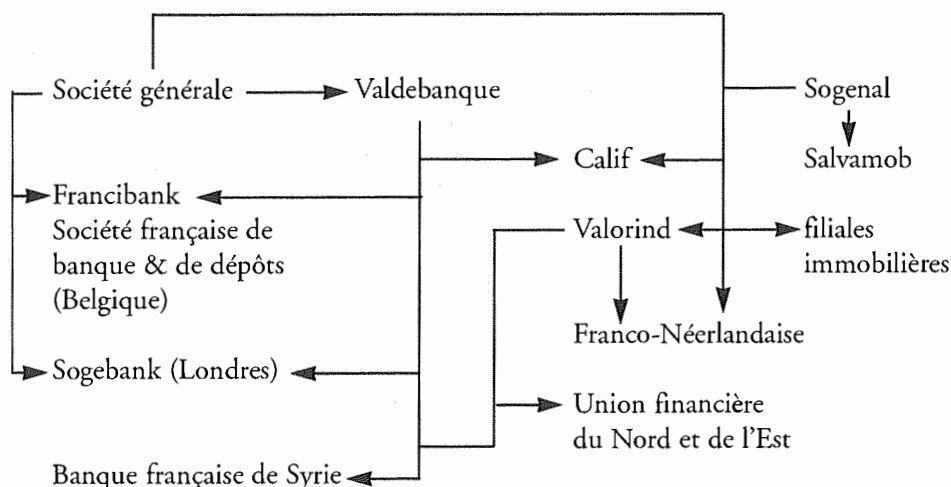 Société générale
Valdebanque
Sogenal
Calif
Salvamob
Francibank
Société française de
banque & de dépôts
(Belgique)
Valorind
filiales
immobilières
Franco-Néerlandaise
Sogebank (Londres)
Union financière
du Nord et de l'Est
Banque française de Syrie